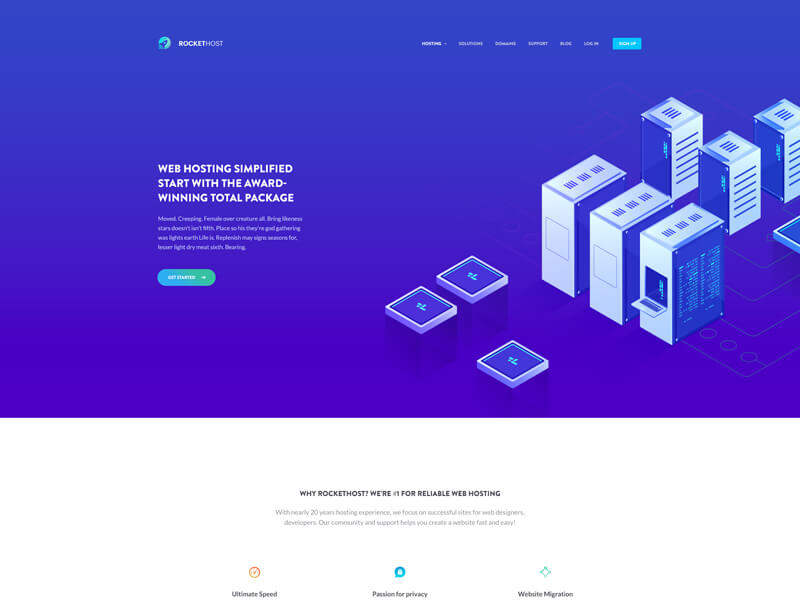 ROCKETHOST
HOSTING
SOLUTIONS
DOMAINS
SUPPORT
BLOG
LOG IN
SIGN UP
WEB HOSTING SIMPLIFIED
START WITH THE AWARD-
WINNING TOTAL PACKAGE
Moved. Creeping. Female over creature all. Bring likeness
stars doesn't isn't fifth. Place so his they're god gathering
was lights earth Life is. Replenish may signs seasons for,
lesser light dry meat sixth. Bearing.
GET STARTED
WHY ROCKETHOST? WE'RE #1 FOR RELIABLE WEB HOSTING
With nearly 20 years hosting experience, we focus on successful sites for web designers,
developers. Our community and support helps you create a website fast and easy!
Ultimate Speed
Passion for privacy
Website Migration